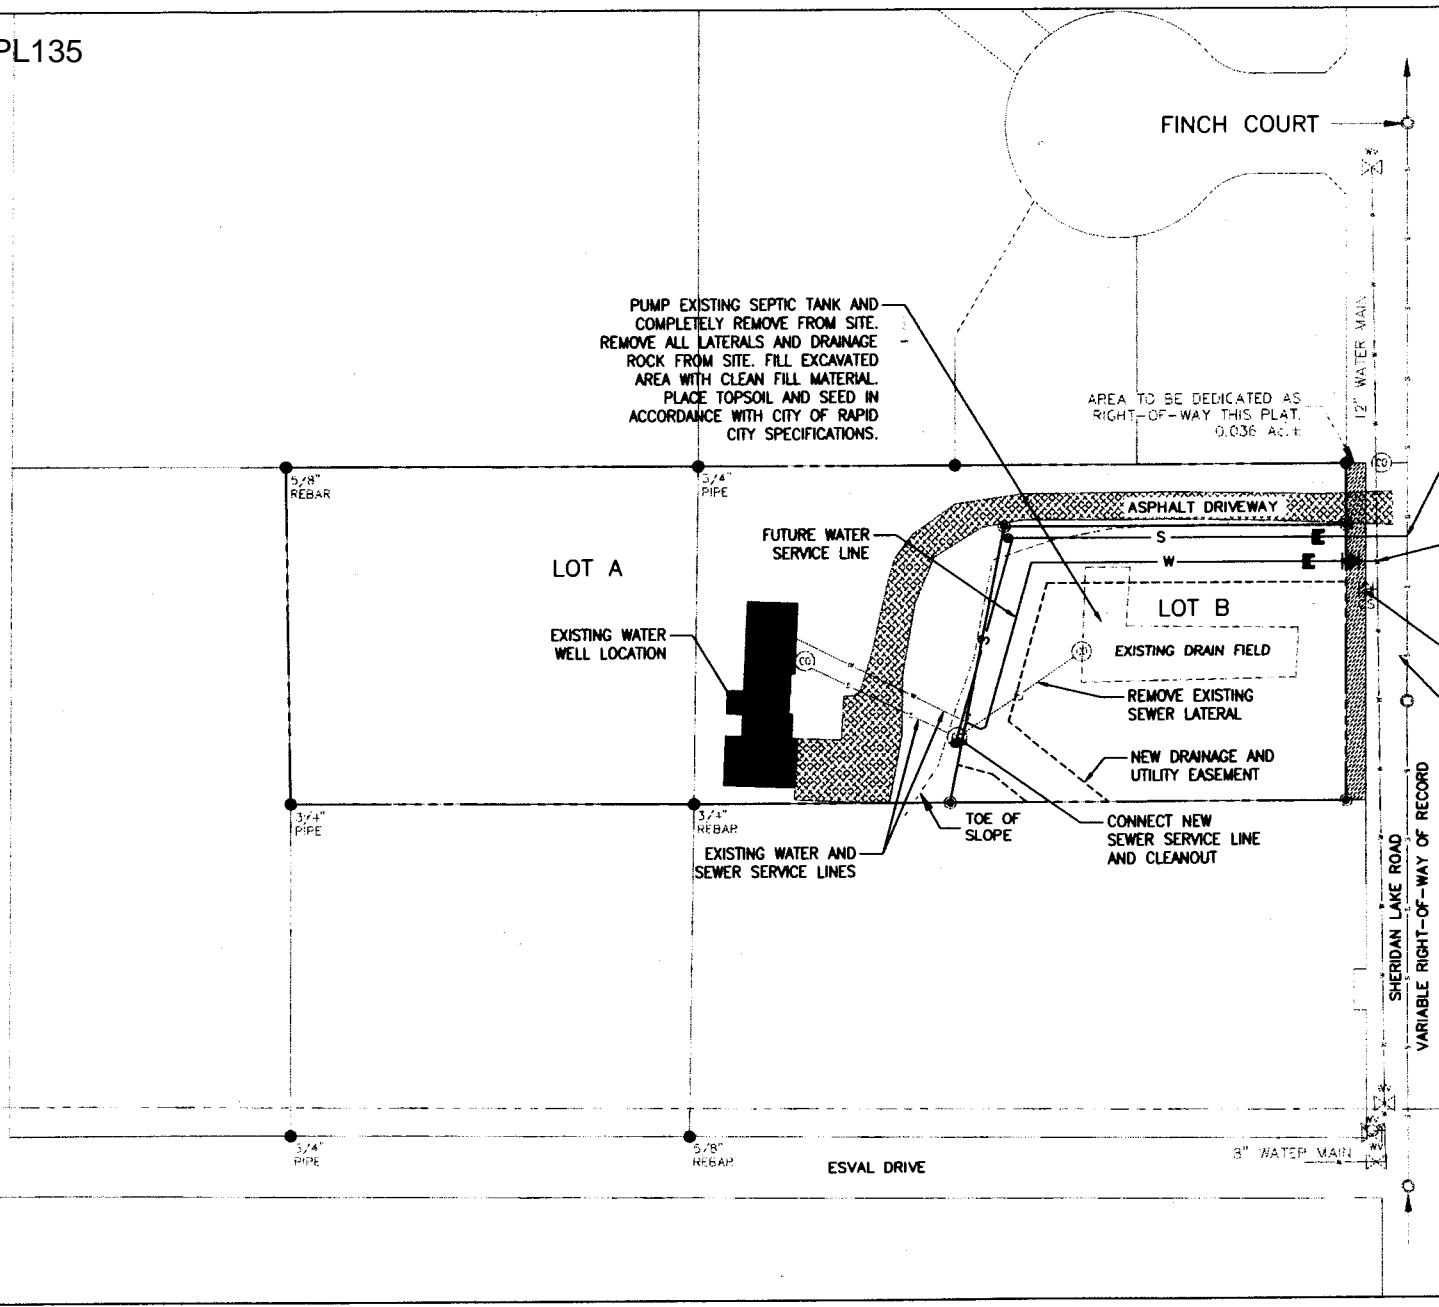 PL135
FINCH COURT
WV
12" WATER MAIN
PUMP EXISTING SEPTIC TANK AND
COMPLETELY REMOVE FROM SITE.
REMOVE ALL LATERALS AND DRAINAGE
ROCK FROM SITE. FILL EXCAVATED
AREA WITH CLEAN FILL MATERIAL.
PLACE TOPSOIL AND SEED IN
ACCORDANCE WITH CITY OF RAPID
CITY SPECIFICATIONS.
AREA TO BE DEDICATED AS
RIGHT-OF-WAY THIS PLAT.
0.036 Ac.±
CO
5/8"
REBAR
3/4"
PIPE
ASPHALT DRIVEWAY
FUTURE WATER
SERVICE LINE
S
E
W
E
LOT A
LOT B
EXISTING WATER
WELL LOCATION
CO
S
CO
EXISTING DRAIN FIELD
REMOVE EXISTING
SEWER LATERAL
NEW DRAINAGE AND
UTILITY EASEMENT
3/4"
PIPE
3/4"
REBAR
TOE OF
SLOPE
CONNECT NEW
SEWER SERVICE LINE
AND CLEANOUT
EXISTING WATER AND
SEWER SERVICE LINES
SHERIDAN LAKE ROAD
VARIABLE RIGHT-OF-WAY OF RECORD
WV
3/4"
PIPE
5/8"
REBAR
ESVAL DRIVE
8" WATER MAIN
WV